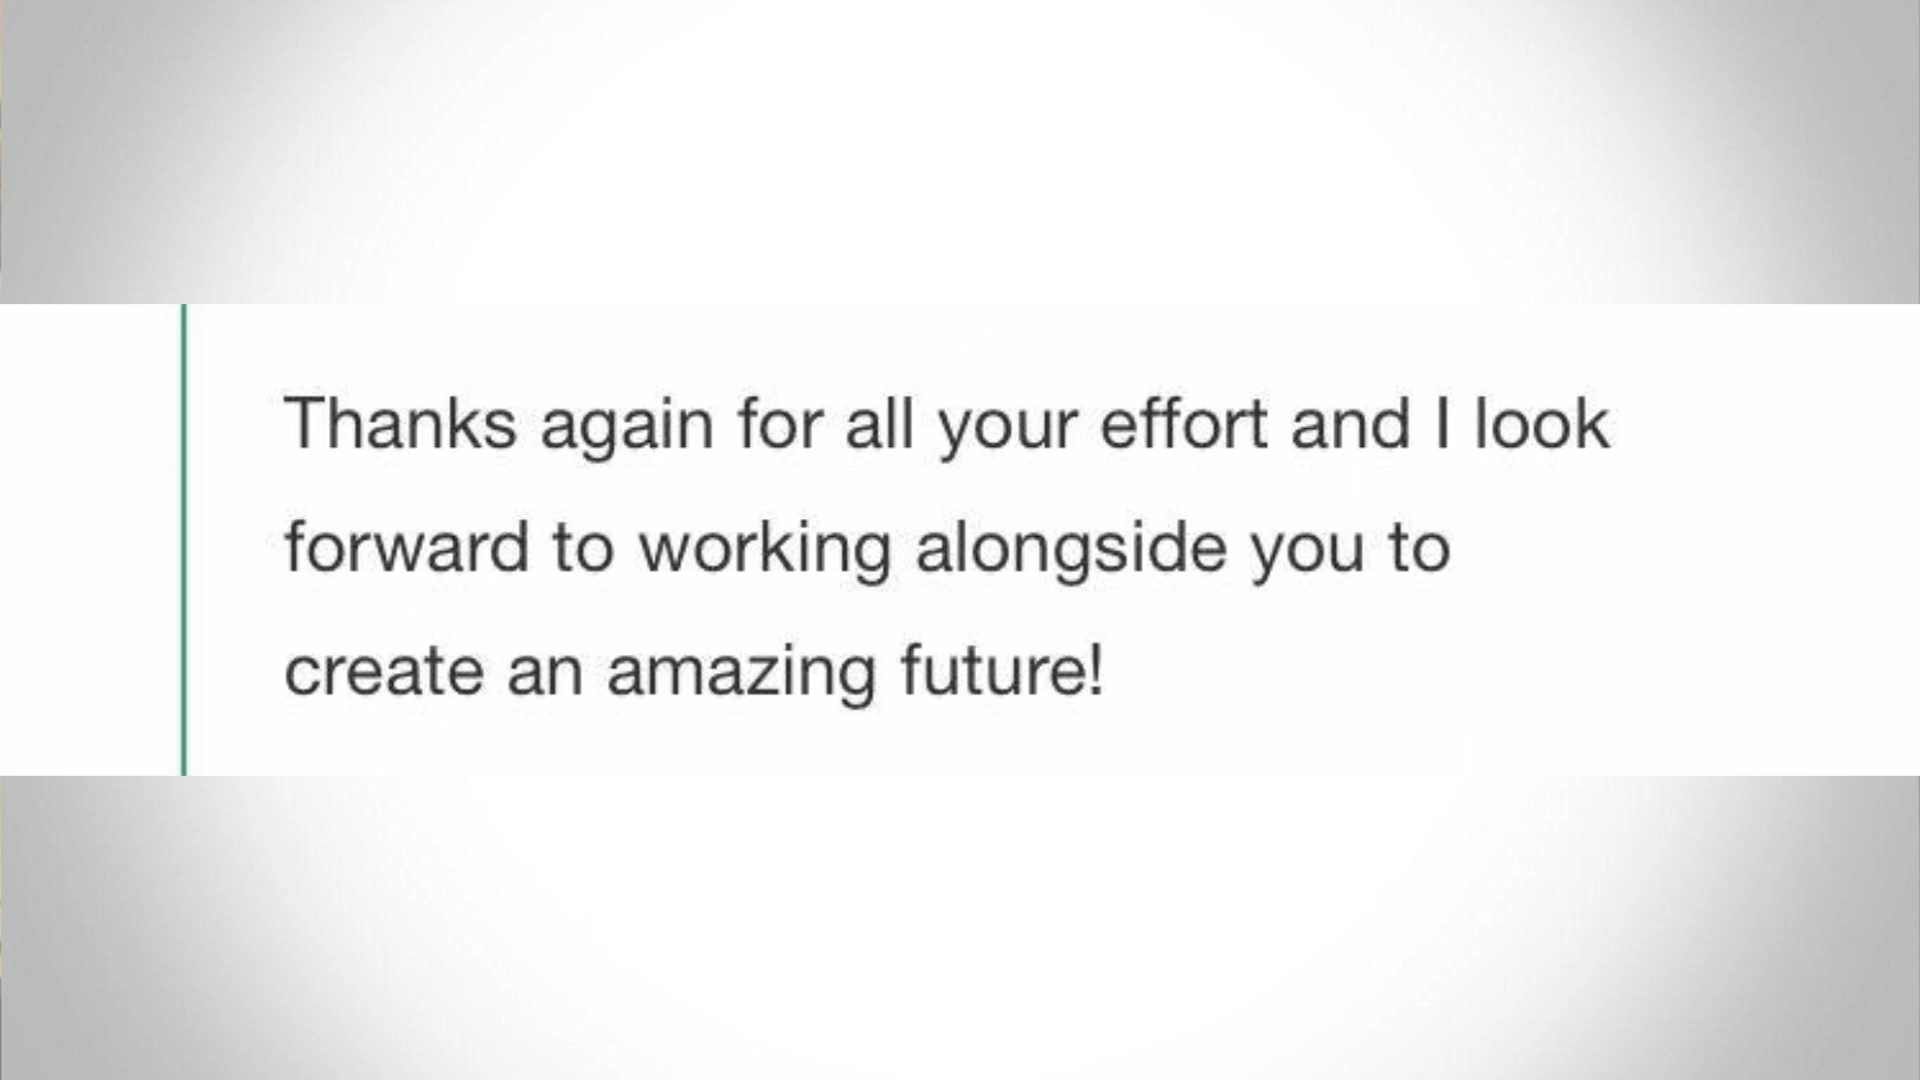 Thanks again for all your effort and I look
forward to working alongside you to
create an amazing future!